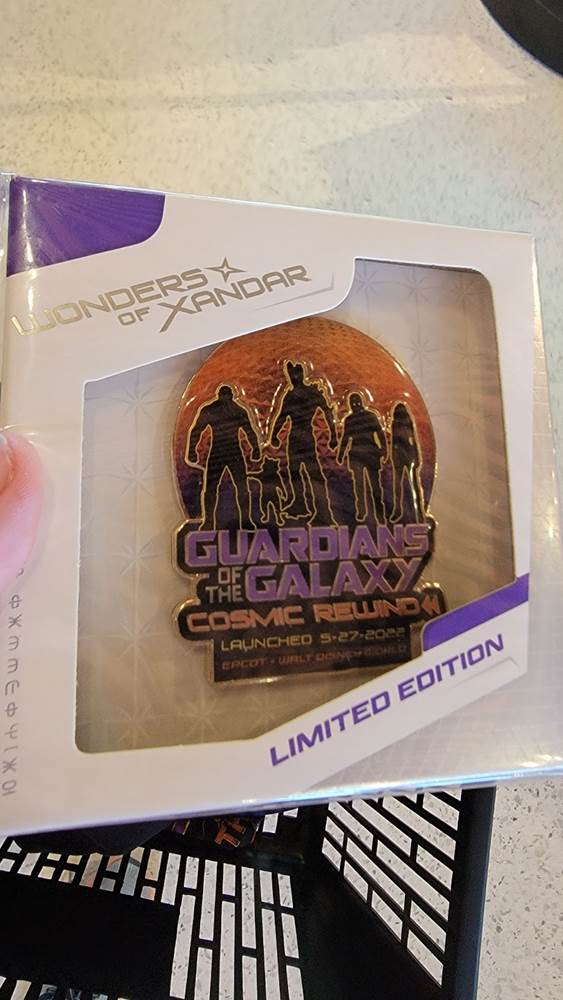 WONDERS
OF XANDAR
GUARDIANS
OF THE GALAXY
COSMIC REWIND
LAUNCHED 5-27-2022
EPCOT • WALT DISNEY WORLD
LIMITED EDITION